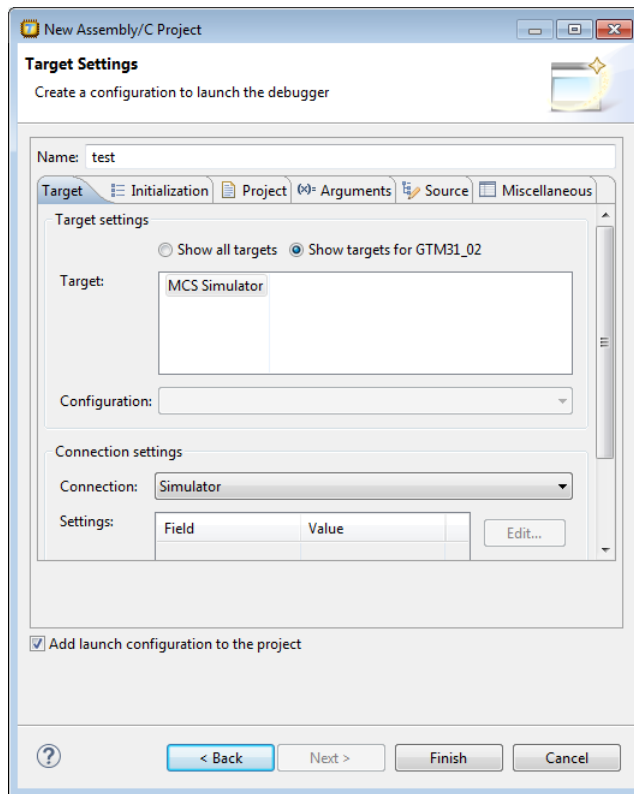 New Assembly/C Project
Target Settings
Create a configuration to launch the debugger
Name: test
Target Initialization Project (x)= Arguments Source Miscellaneous
Target settings
Show all targets Show targets for GTM31_02
Target: MCS Simulator
Configuration:
Connection settings
Connection: Simulator
Settings: Field Value Edit...
Add launch configuration to the project
? < Back Next > Finish Cancel